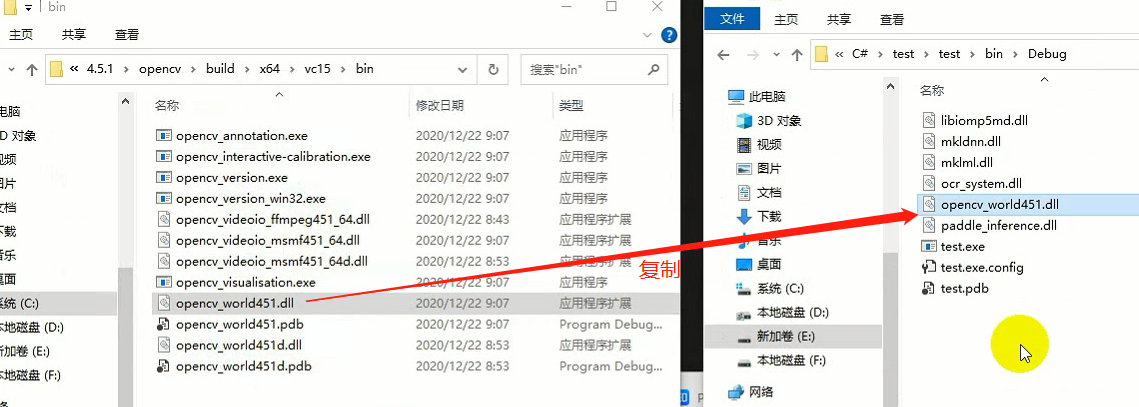 bin
主页 共享 查看
« 4.5.1 › opencv › build › x64 › vc15 › bin
搜索"bin"
名称 修改日期 类型
3D 对象
视频
图片
文档
下载
音乐
桌面
系统 (C:)
本地磁盘 (D:)
新加卷 (E:)
本地磁盘 (F:)
opencv_annotation.exe 2020/12/22 9:07 应用程序
opencv_interactive-calibration.exe 2020/12/22 9:07 应用程序
opencv_version.exe 2020/12/22 9:07 应用程序
opencv_version_win32.exe 2020/12/22 9:07 应用程序
opencv_videoio_ffmpeg451_64.dll 2020/12/22 8:43 应用程序扩展
opencv_videoio_msmf451_64.dll 2020/12/22 9:07 应用程序扩展
opencv_videoio_msmf451_64d.dll 2020/12/22 8:53 应用程序扩展
opencv_visualisation.exe 2020/12/22 9:07 应用程序
opencv_world451.dll 2020/12/22 9:07 应用程序扩展
opencv_world451.pdb 2020/12/22 9:07 Program Debug...
opencv_world451d.dll 2020/12/22 8:53 应用程序扩展
opencv_world451d.pdb 2020/12/22 8:53 Program Debug...
复制
文件 主页 共享 查看
« C# › test › test › bin › Debug
此电脑
3D 对象
视频
图片
文档
下载
音乐
桌面
系统 (C:)
本地磁盘 (D:)
新加卷 (E:)
本地磁盘 (F:)
网络
名称
libiomp5md.dll
mkldnn.dll
mklml.dll
ocr_system.dll
opencv_world451.dll
paddle_inference.dll
test.exe
test.exe.config
test.pdb